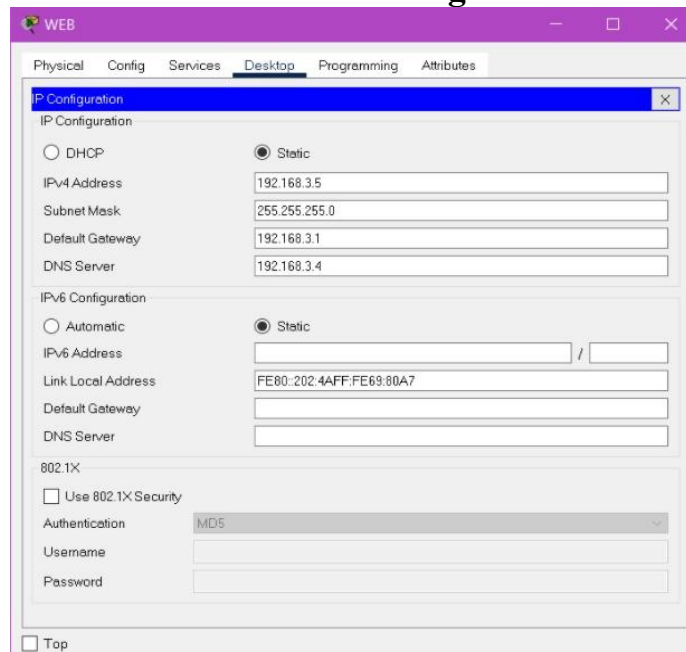 WEB
Physical Config Services Desktop Programming Attributes
IP Configuration X
IP Configuration
DHCP Static
IPv4 Address 192.168.3.5
Subnet Mask 255.255.255.0
Default Gateway 192.168.3.1
DNS Server 192.168.3.4
IPv6 Configuration
Automatic Static
IPv6 Address /
Link Local Address FE80::202:4AFF:FE69:80A7
Default Gateway
DNS Server
802.1X
Use 802.1X Security
Authentication MD5
Username
Password
Top